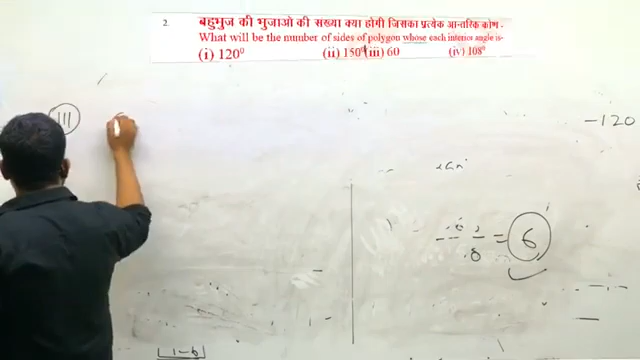 2. बहुभुज की भुजाओ की संख्या क्या होगी जिसका प्रत्येक आन्तरिक कोण -
What will be the number of sides of polygon whose each interior angle is-
(i) 120⁰ (ii) 150⁰ (iii) 60 (iv) 108⁰
111
-120
= 6